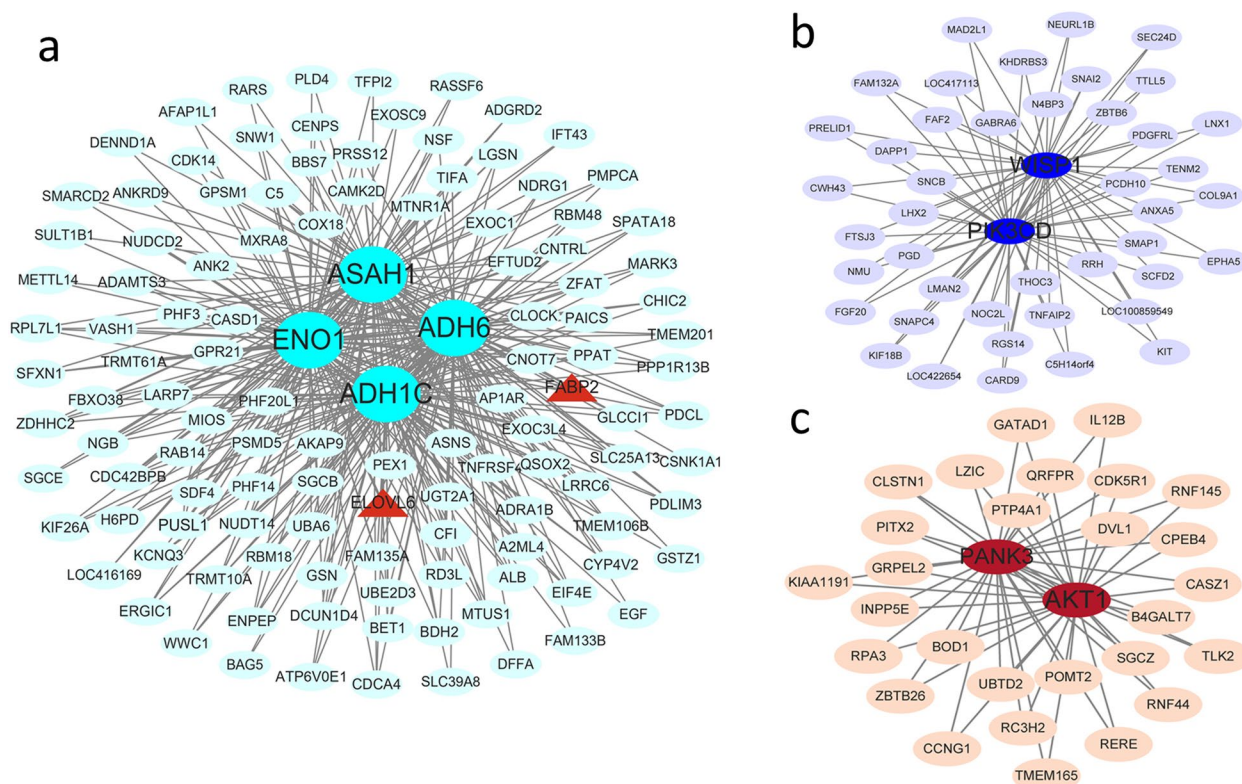 a
PLD4
TFPI2
RARS
RASSF6
AFAP1L1
CENPS
EXOSC9
ADGRD2
SNW1
DENND1A
BBS7
PRSS12
NSF
IFT43
CDK14
LGSN
SMARCD2
ANKRD9
GPSM1
C5
CAMK2D
TIFA
NDRG1
PMPCA
COX18
MTNR1A
SULT1B1
NUDCD2
MXRA8
EXOC1
RBM48
SPATA18
ANK2
CNTRL
EFTUD2
METTL14
ADAMTS3
ASAH1
ZFAT
MARK3
RPL7L1
VASH1
PHF3
CASD1
ADH6
CHIC2
CLOCK
PAICS
TRMT61A
ENO1
TMEM201
SFXN1
GPR21
CNOT7
PPAT
PPP1R13B
FBXO38
LARP7
PHF20L1
ADH1C
FABP2
ZDHHC2
MIOS
AP1AR
GLCCI1
PDCL
NGB
RAB14
PSMD5
AKAP9
ASNS
EXOC3L4
SLC25A13
CSNK1A1
SGCE
CDC42BPB
PEX1
TNFRSF4
QSOX2
SDF4
PHF14
SGCB
ELOVL6
UGT2A1
LRRC6
PDLIM3
KIF26A
H6PD
PUSL1
NUDT14
UBA6
ADRA1B
TMEM106B
KCNQ3
RBM18
CFI
A2ML4
GSTZ1
LOC416169
TRMT10A
GSN
FAM135A
RD3L
ALB
CYP4V2
ERGIC1
UBE2D3
EIF4E
EGF
ENPEP
DCUN1D4
BET1
BDH2
MTUS1
WWC1
FAM133B
BAG5
ATP6V0E1
CDCA4
SLC39A8
DFFA
b
MAD2L1
NEURL1B
SEC24D
KHDRBS3
FAM132A
LOC417113
SNAI2
TTLL5
N4BP3
FAF2
GABRA6
ZBTB6
PRELID1
PDGFRL
LNX1
DAPP1
WISP1
TENM2
CWH43
SNCB
PCDH10
COL9A1
LHX2
ANXA5
FTSJ3
PIK3CD
SMAP1
PGD
RRH
EPHA5
NMU
SCFD2
LMAN2
THOC3
FGF20
SNAPC4
NOC2L
TNFAIP2
LOC100859549
RGS14
KIF18B
KIT
LOC422654
C5H14orf4
CARD9
c
GATAD1
IL12B
LZIC
QRFPR
CLSTN1
CDK5R1
RNF145
PTP4A1
PITX2
DVL1
CPEB4
PANK3
GRPEL2
KIAA1191
CASZ1
AKT1
INPP5E
B4GALT7
RPA3
BOD1
SGCZ
TLK2
UBTD2
POMT2
ZBTB26
RNF44
RC3H2
CCNG1
RERE
TMEM165